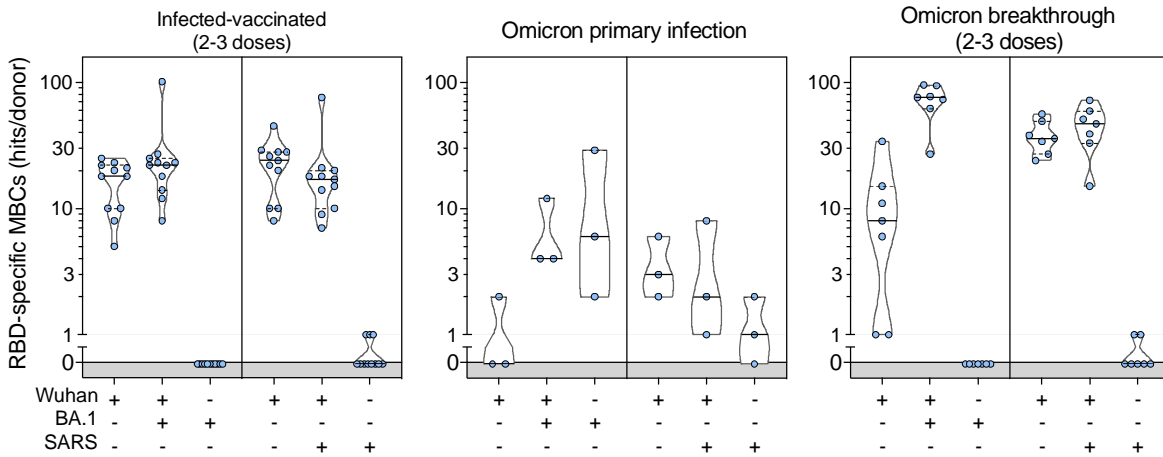 Infected-vaccinated
(2-3 doses)
Omicron primary infection
Omicron breakthrough
(2-3 doses)
RBD-specific MBCs (hits/donor)
100 100 100
30 30 30
10 10 10
3 3 3
1 1 1
0 0 0
Wuhan + + - + + - + + - + + - + + - + + -
BA.1 - + + - - - - + + - - - - + + - - -
SARS - - - - + + - - - - + + - - - - + +